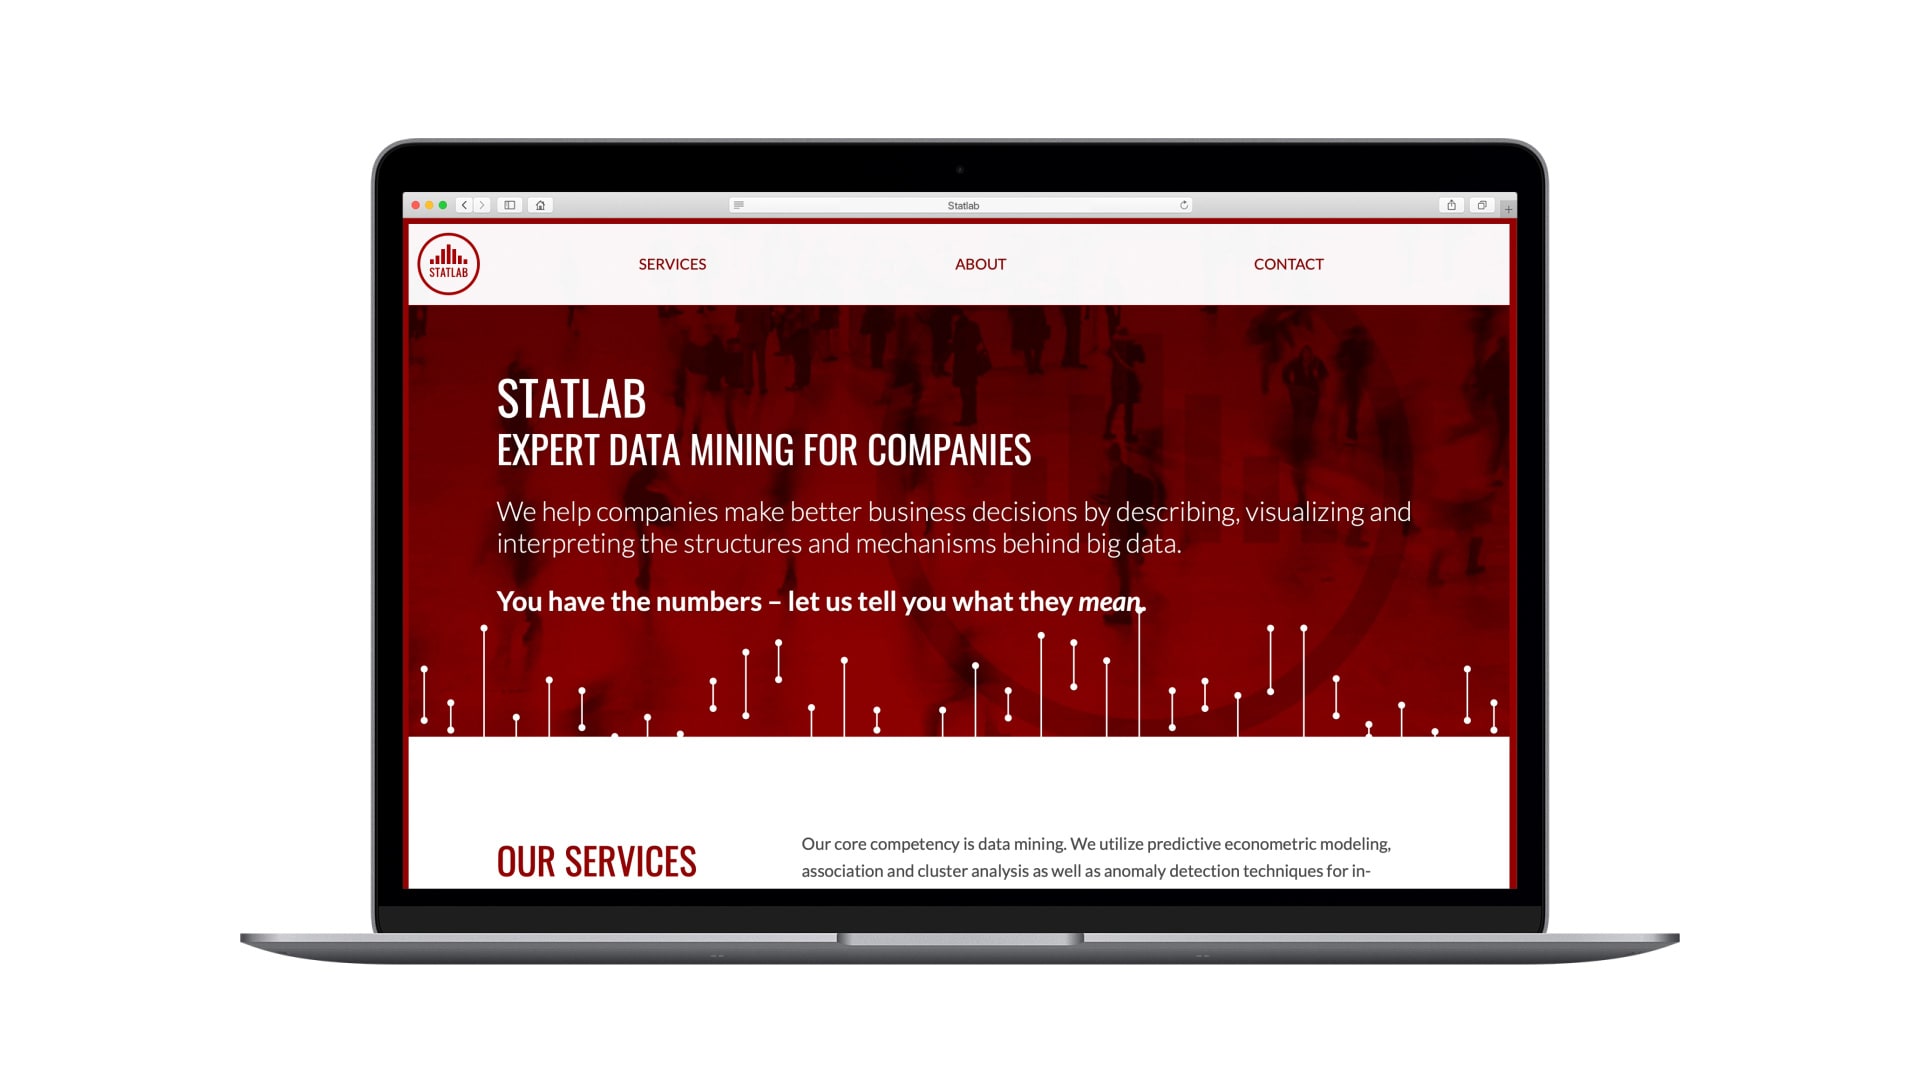 Statlab
STATLAB
SERVICES
ABOUT
CONTACT
STATLAB
EXPERT DATA MINING FOR COMPANIES
We help companies make better business decisions by describing, visualizing and
interpreting the structures and mechanisms behind big data.
You have the numbers – let us tell you what they mean.
OUR SERVICES
Our core competency is data mining. We utilize predictive econometric modeling,
association and cluster analysis as well as anomaly detection techniques for in-